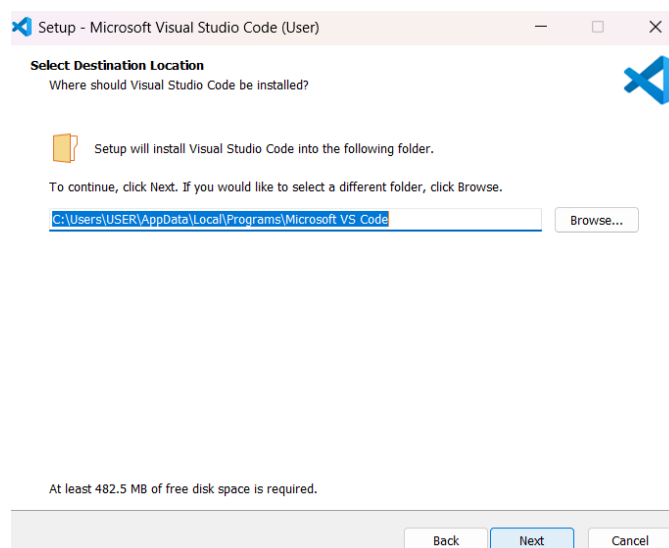 Setup - Microsoft Visual Studio Code (User)
Select Destination Location
Where should Visual Studio Code be installed?
Setup will install Visual Studio Code into the following folder.
To continue, click Next. If you would like to select a different folder, click Browse.
C:\Users\USER\AppData\Local\Programs\Microsoft VS Code
Browse...
At least 482.5 MB of free disk space is required.
Back
Next
Cancel